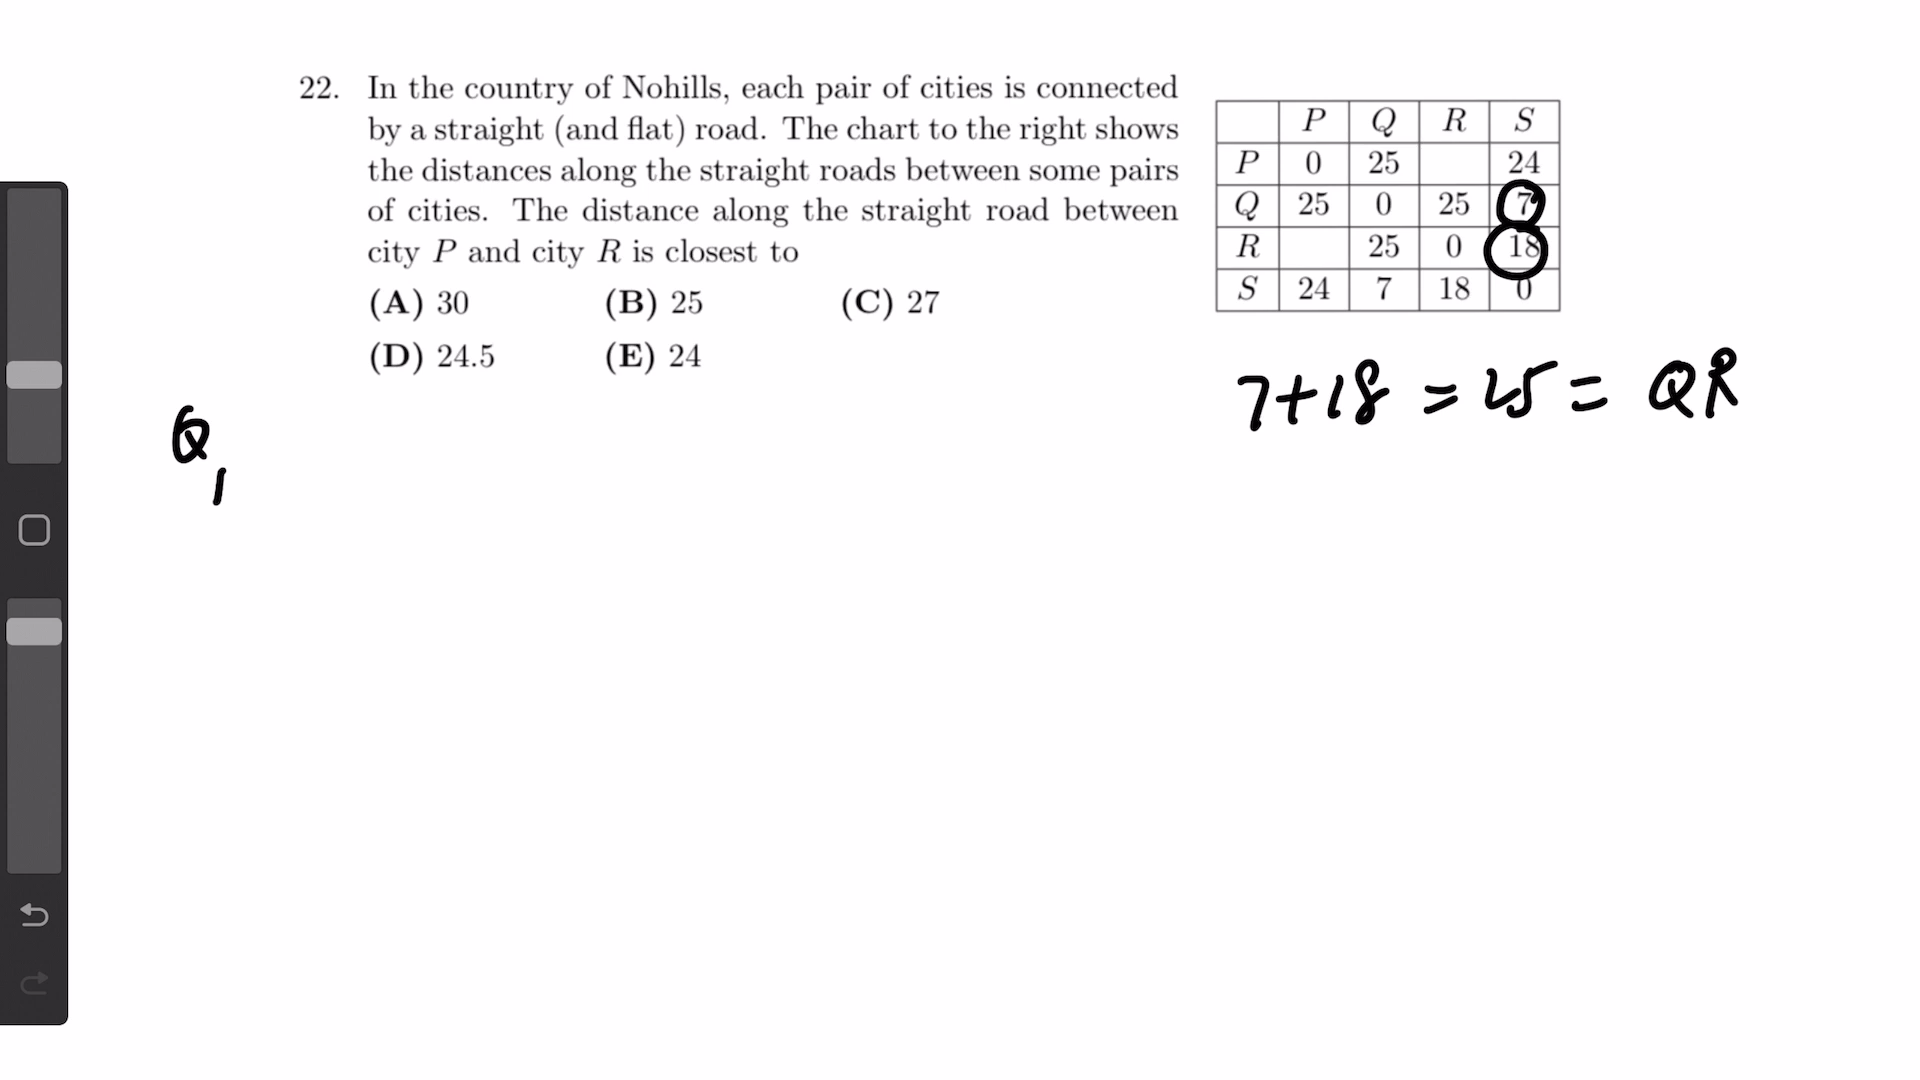 22. In the country of Nohills, each pair of cities is connected
by a straight (and flat) road. The chart to the right shows
the distances along the straight roads between some pairs
of cities. The distance along the straight road between
city P and city R is closest to
(A) 30 (B) 25 (C) 27
(D) 24.5 (E) 24
P Q R S
P 0 25 24
Q 25 0 25 7
R 25 0 18
S 24 7 18 0
7+18 = 25 = QR
Q